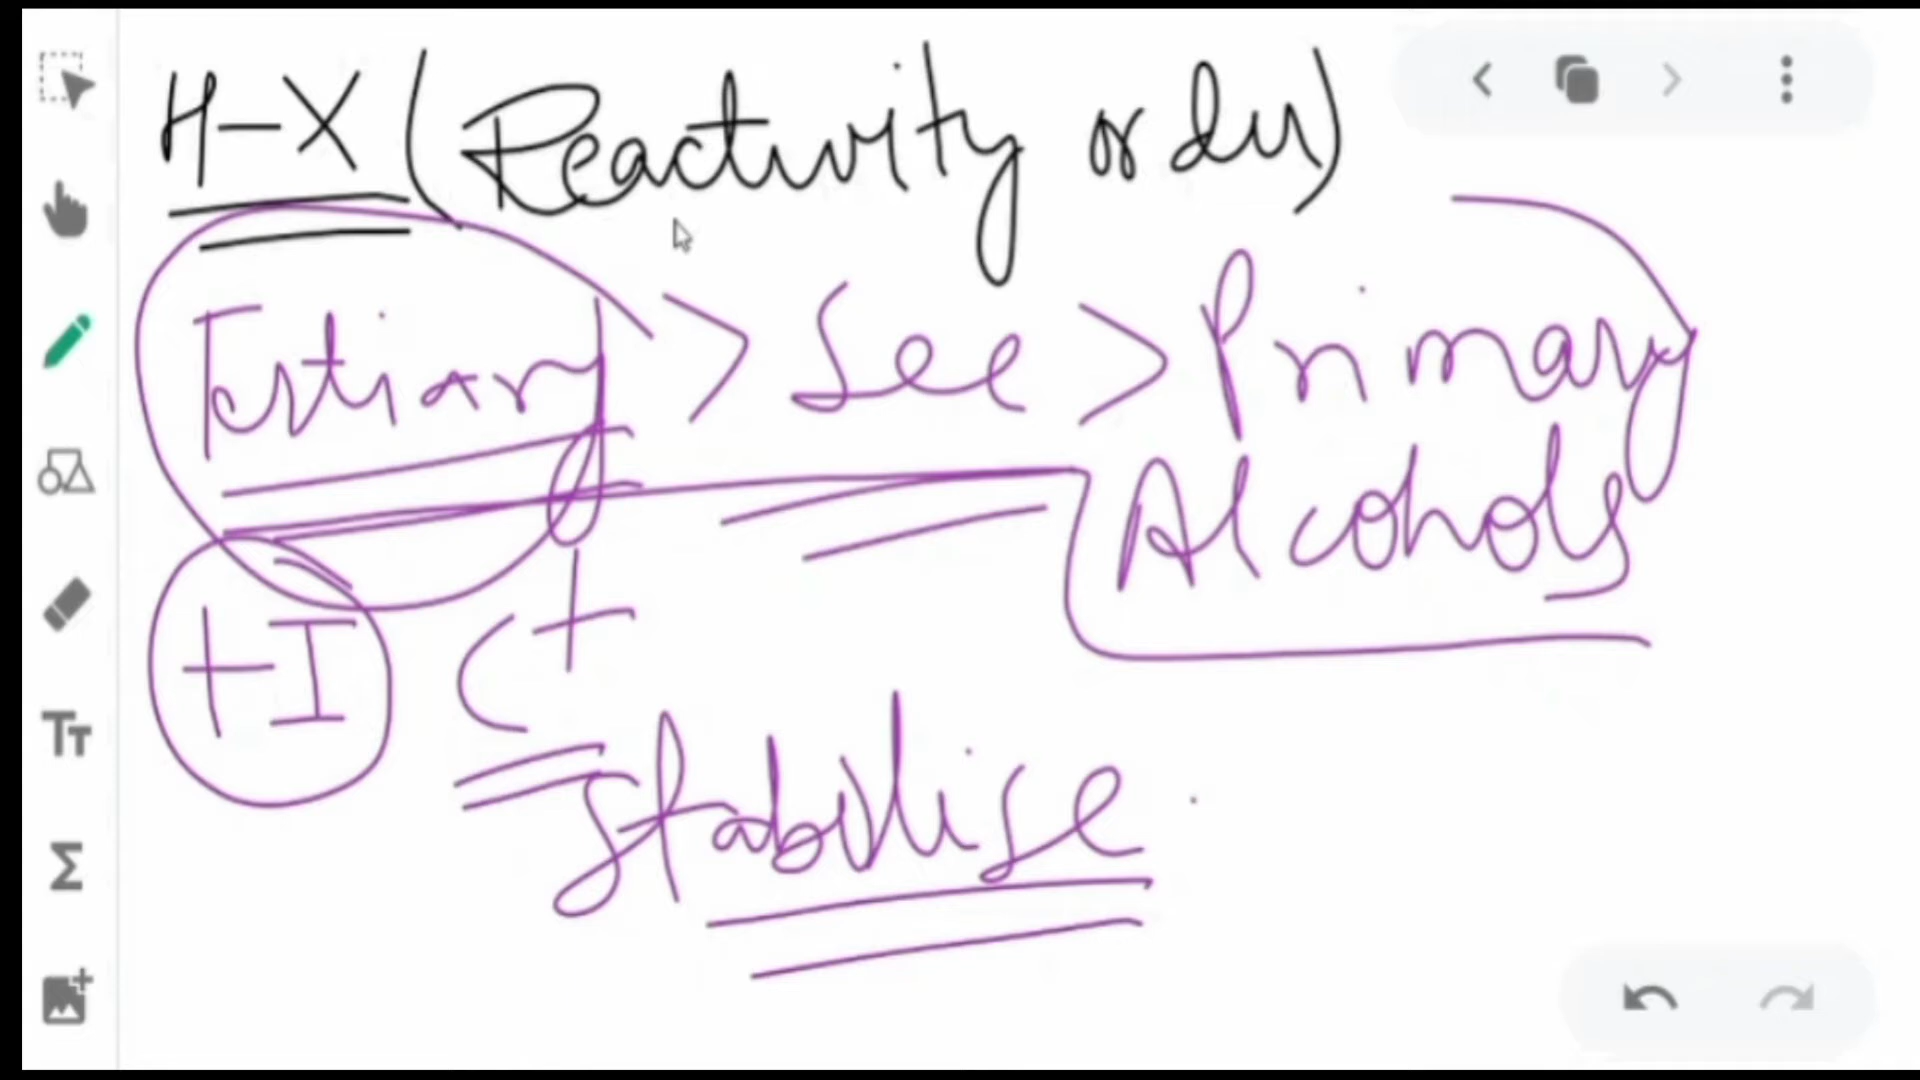 H-X (Reactivity order)
Tertiary > Sec > Primary
Alcohols
+I C+
stabilise